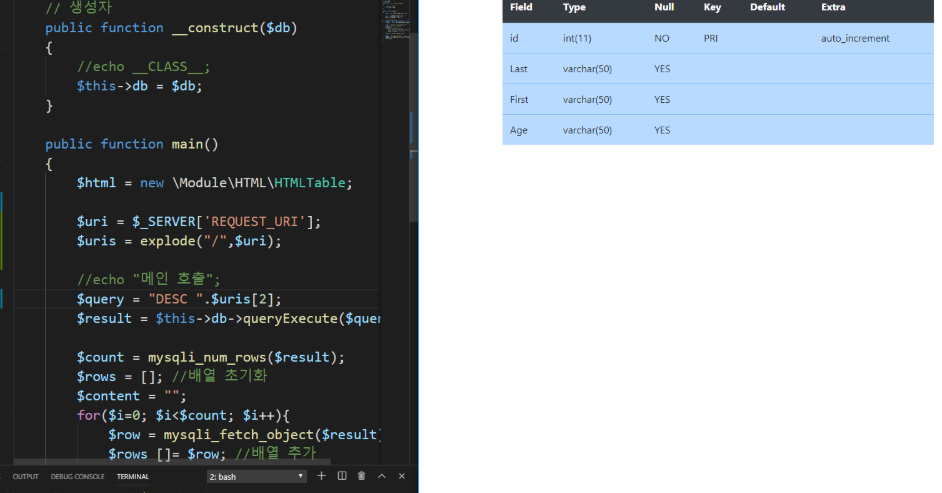 // 생성자
public function __construct($db)
{
//echo __CLASS__;
$this->db = $db;
}
public function main()
{
$html = new \Module\HTML\HTMLTable;
$uri = $_SERVER['REQUEST_URI'];
$uris = explode("/",$uri);
//echo "메인 호출";
$query = "DESC ".$uris[2];
$result = $this->db->queryExecute($quer
$count = mysqli_num_rows($result);
$rows = []; //배열 초기화
$content = "";
for($i=0; $i<$count; $i++){
$row = mysqli_fetch_object($result)
$rows []= $row; //배열 추가
OUTPUT DEBUG CONSOLE TERMINAL 2: bash
Field Type Null Key Default Extra
id int(11) NO PRI auto_increment
Last varchar(50) YES
First varchar(50) YES
Age varchar(50) YES